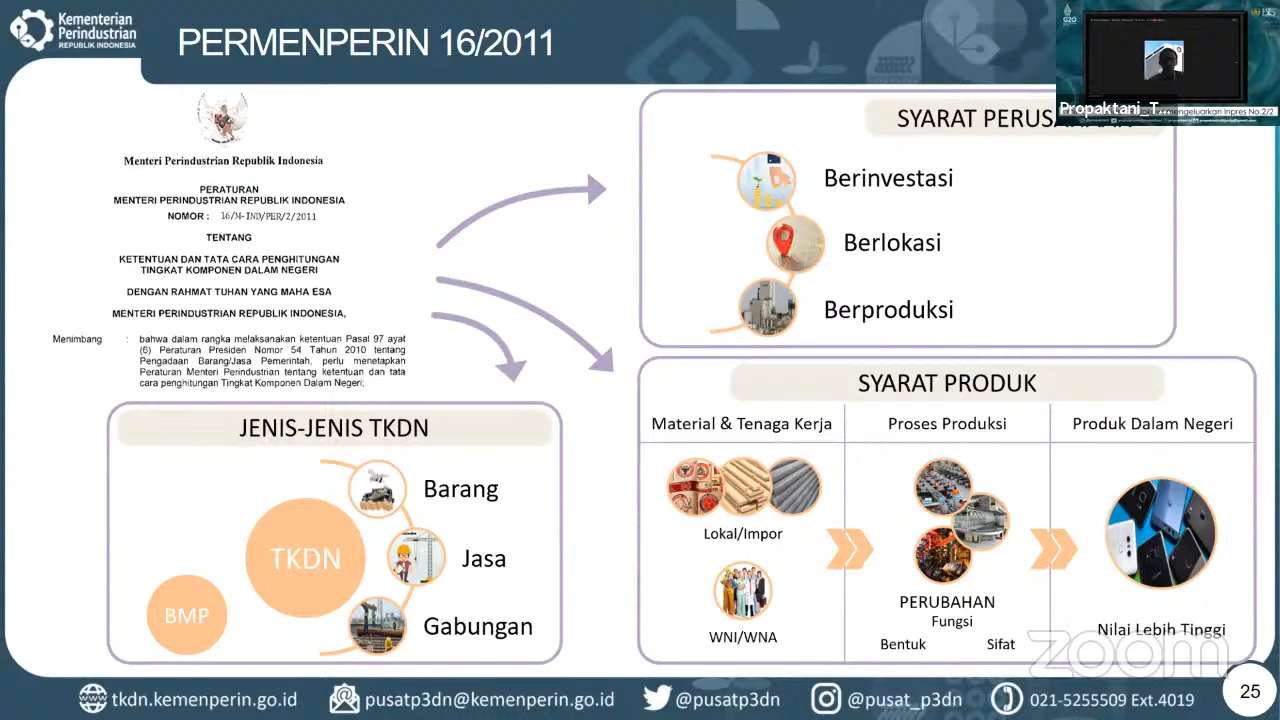 Kementerian
Perindustrian
REPUBLIK INDONESIA
PERMENPERIN 16/2011
G20
Propaktani_T...
mengeluarkan Inpres No.2/2
Menteri Perindustrian Republik Indonesia
PERATURAN
MENTERI PERINDUSTRIAN REPUBLIK INDONESIA
NOMOR : 16/M-IND/PER/2/2011
TENTANG
KETENTUAN DAN TATA CARA PENGHITUNGAN
TINGKAT KOMPONEN DALAM NEGERI
DENGAN RAHMAT TUHAN YANG MAHA ESA
MENTERI PERINDUSTRIAN REPUBLIK INDONESIA,
Menimbang : bahwa dalam rangka melaksanakan ketentuan Pasal 97 ayat
(6) Peraturan Presiden Nomor 54 Tahun 2010 tentang
Pengadaan Barang/Jasa Pemerintah, perlu menetapkan
Peraturan Menteri Perindustrian tentang ketentuan dan tata
cara penghitungan Tingkat Komponen Dalam Negeri;
SYARAT
Berinvestasi
Berlokasi
Berproduksi
JENIS-JENIS TKDN
TKDN
BMP
Barang
Jasa
Gabungan
SYARAT PRODUK
Material & Tenaga Kerja
Proses Produksi
Produk Dalam Negeri
Lokal/Impor
WNI/WNA
PERUBAHAN
Fungsi
Bentuk
Sifat
Nilai Lebih Tinggi
zoom
tkdn.kemenperin.go.id
pusatp3dn@kemenperin.go.id
@pusatp3dn
@pusat_p3dn
021-5255509 Ext.4019
25